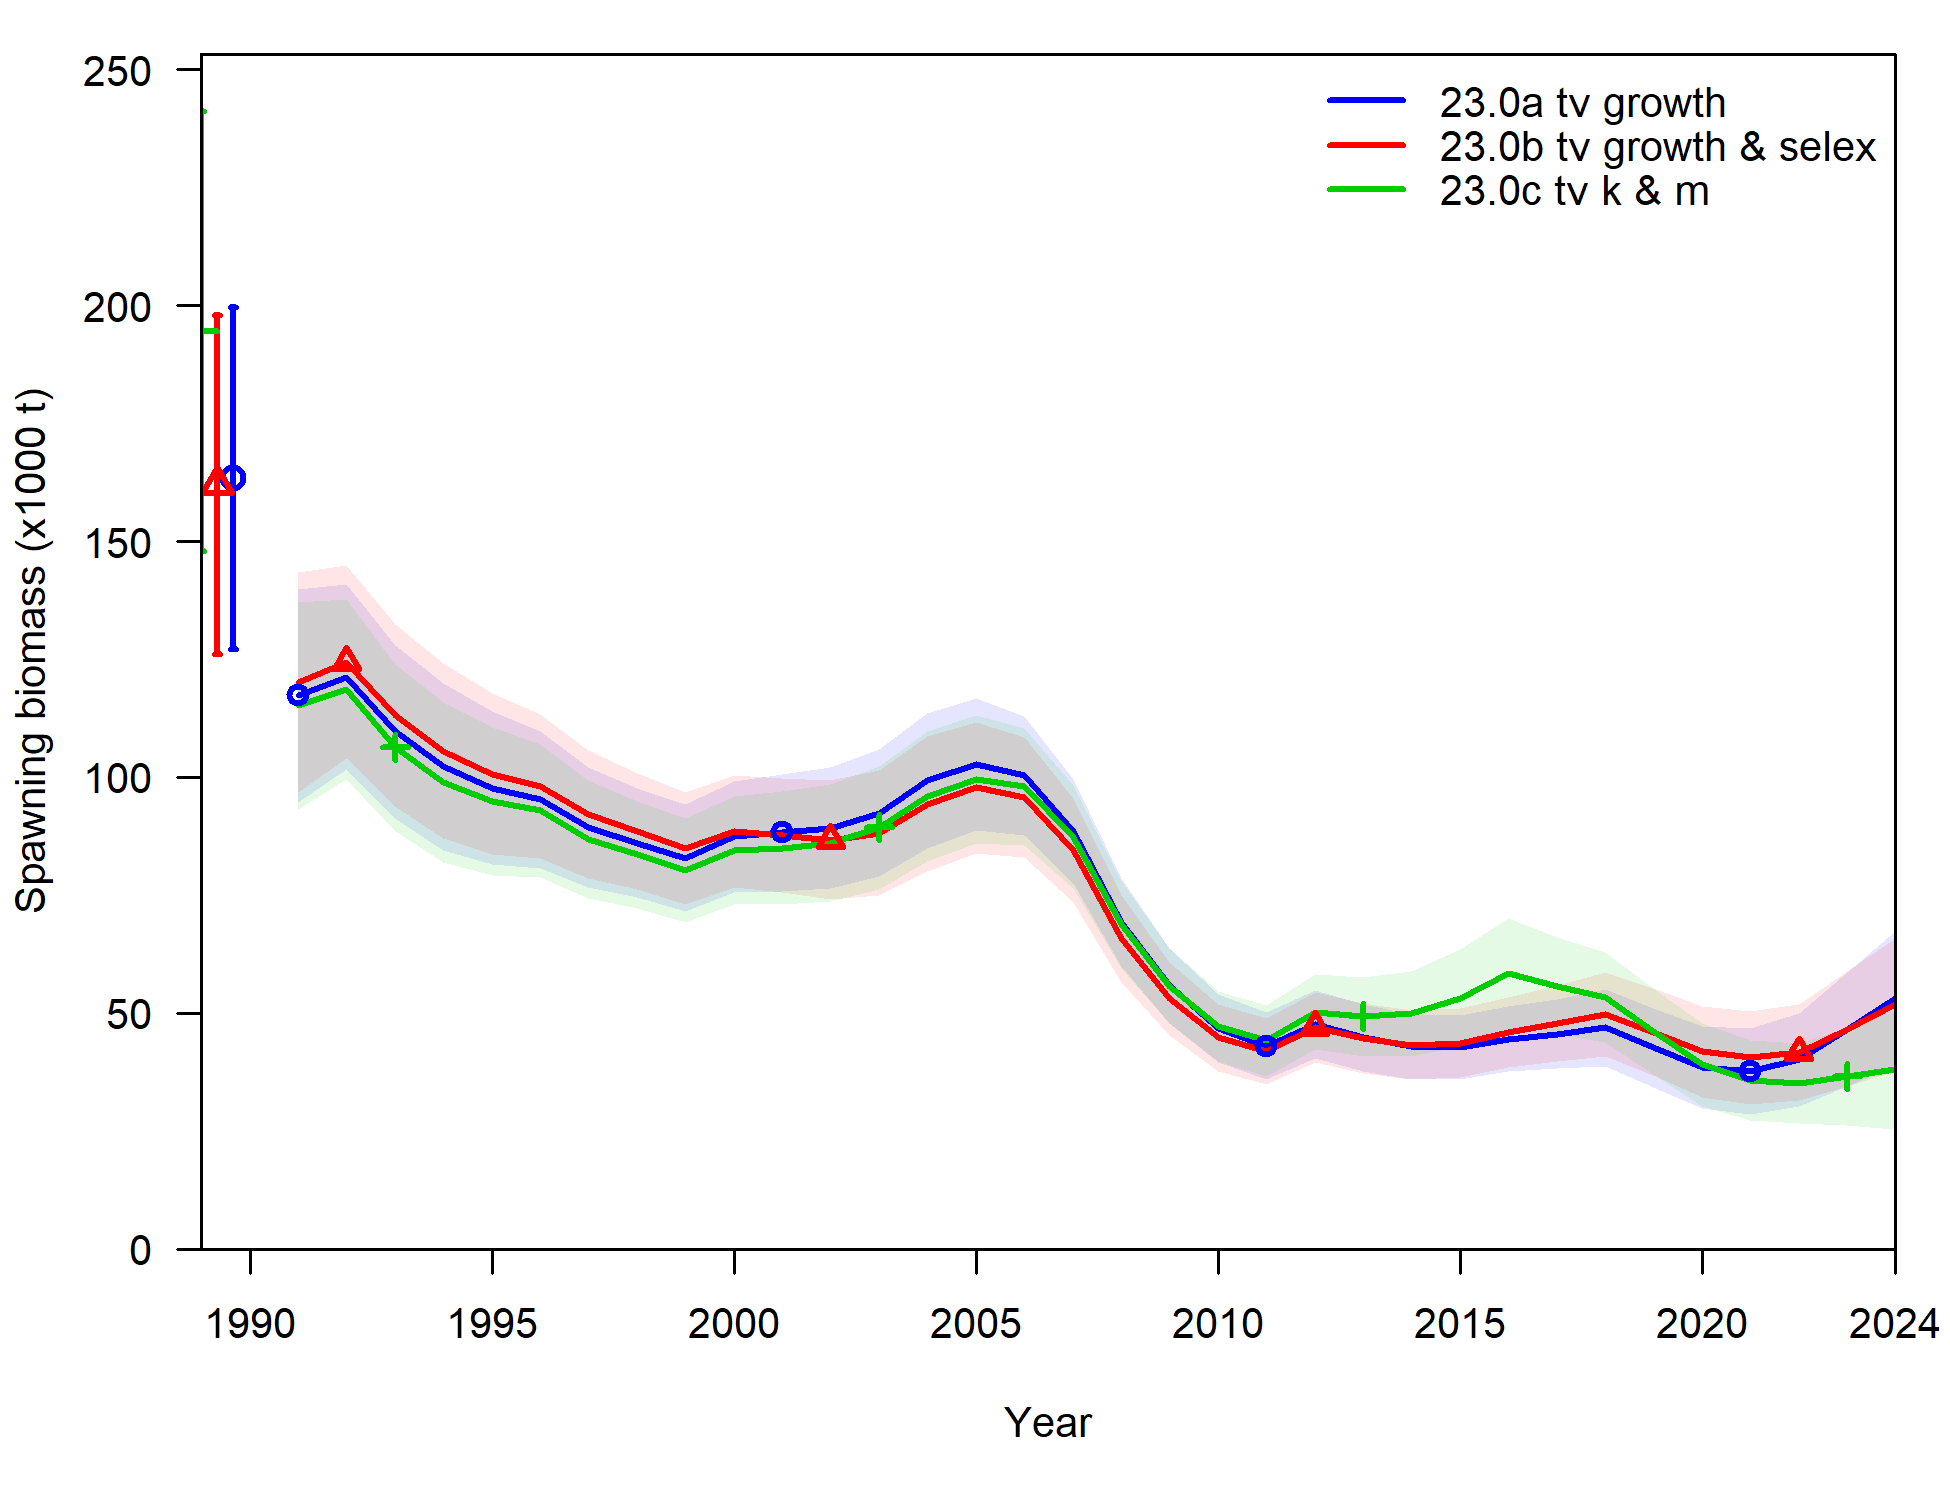 250
200
150
100
50
0
Spawning biomass (x1000 t)
23.0a tv growth
23.0b tv growth & selex
23.0c tv k & m
1990 1995 2000 2005 2010 2015 2020 2024
Year